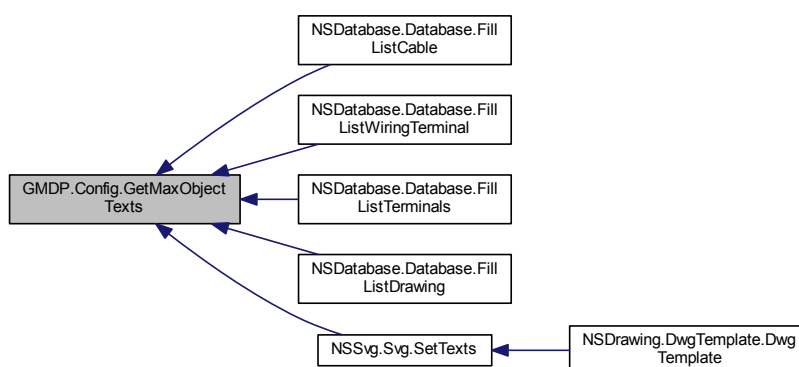 NSDatabase.Database.Fill
ListCable
NSDatabase.Database.Fill
ListWiringTerminal
GMDP.Config.GetMaxObject
Texts
NSDatabase.Database.Fill
ListTerminals
NSDatabase.Database.Fill
ListDrawing
NSSvg.Svg.SetTexts
NSDrawing.DwgTemplate.Dwg
Template